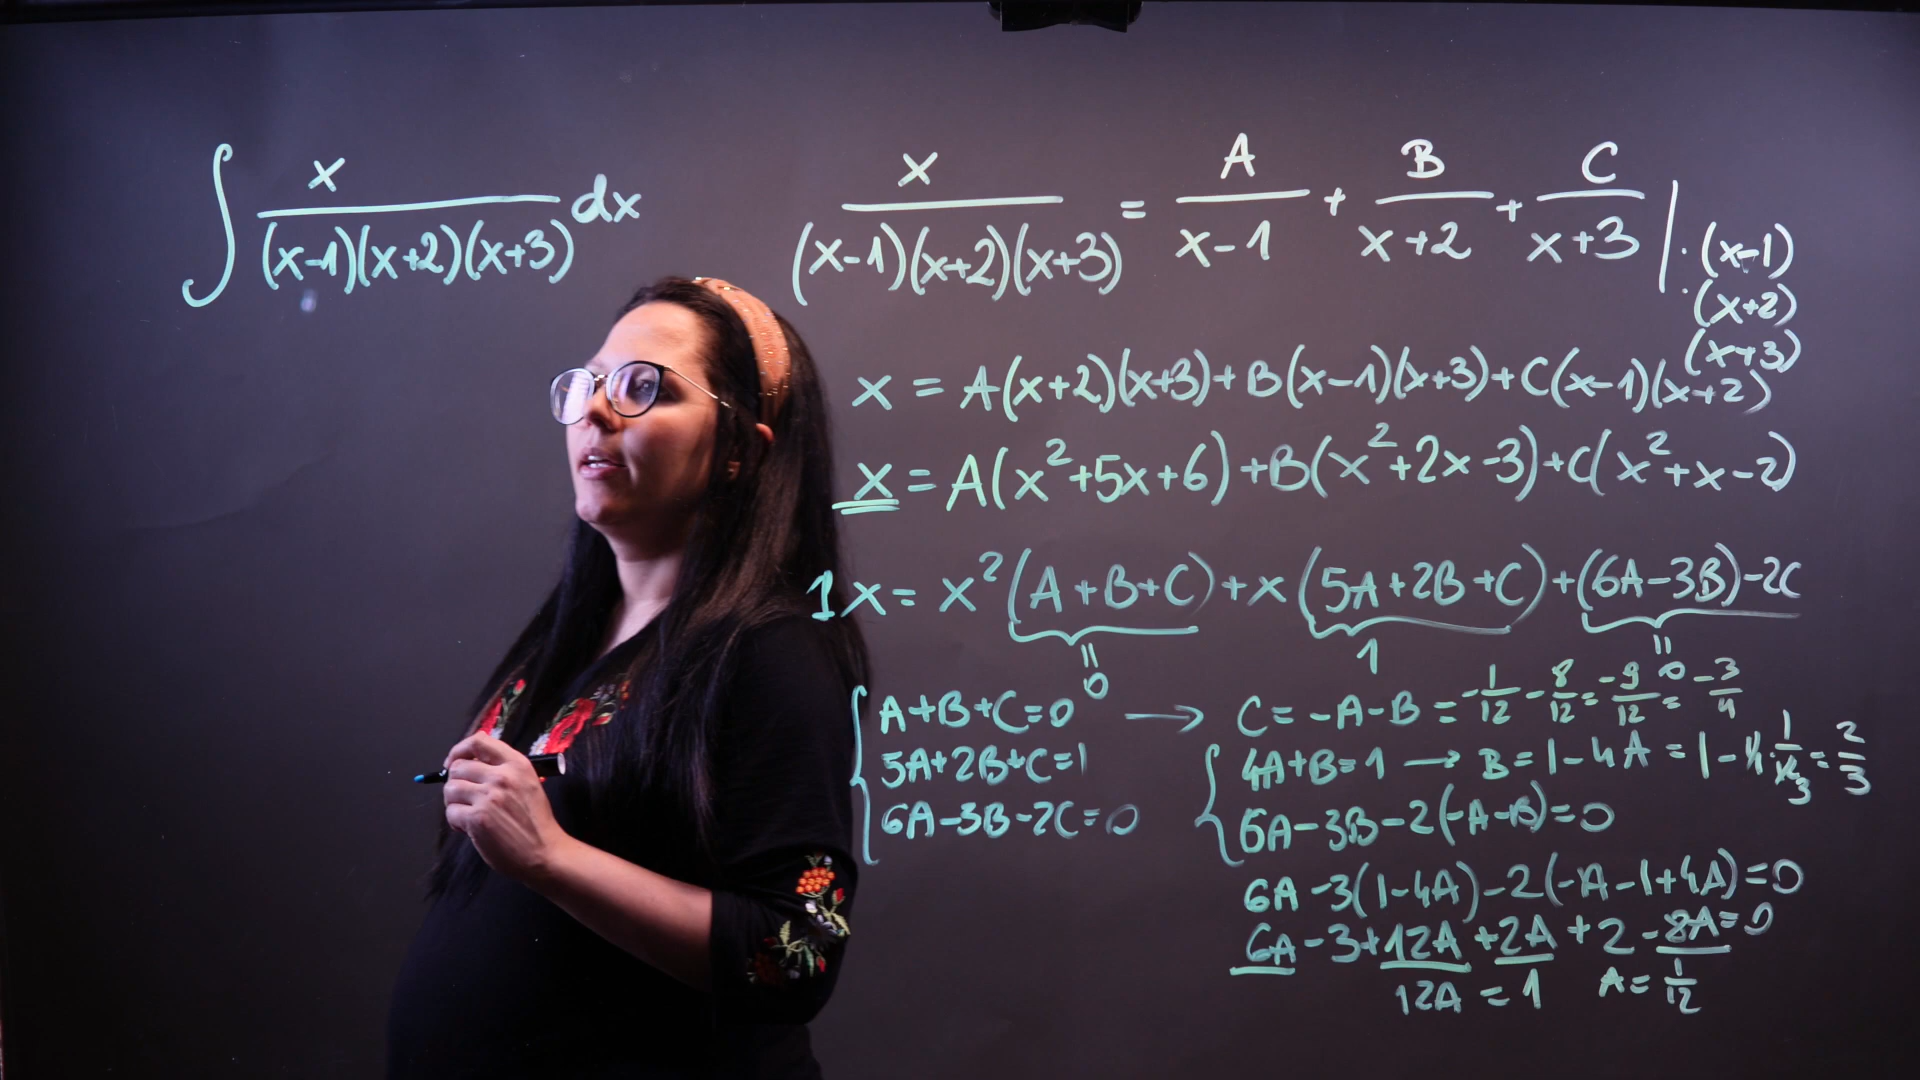 ∫ x/((x-1)(x+2)(x+3)) dx
x/((x-1)(x+2)(x+3)) = A/(x-1) + B/(x+2) + C/(x+3) | ·(x-1)
·(x+2)
(x+3)
x = A(x+2)(x+3)+B(x-1)(x+3)+C(x-1)(x+2)
x = A(x²+5x+6)+B(x²+2x-3)+C(x²+x-2)
1x = x²(A+B+C)+x(5A+2B+C)+(6A-3B)-2C
= 0
1
= 0
A+B+C=0 → C=-A-B=-1/12-8/12=-9/12=-3/4
5A+2B+C=1
4A+B=1 → B=1-4A=1-4·1/12 3=2/3
6A-3B-2C=0
6A-3B-2(-A-B)=0
6A-3(1-4A)-2(-A-1+4A)=0
6A-3+12A+2A+2-8A=0
12A=1 A=1/12